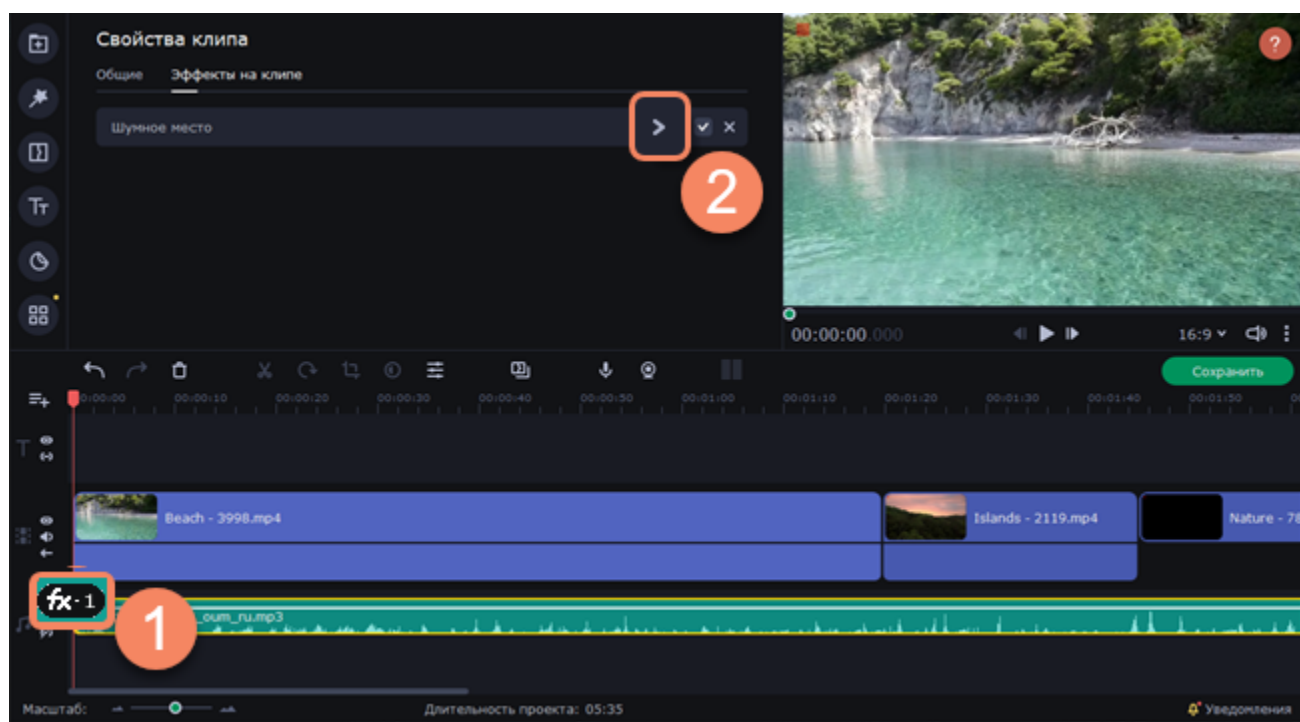 Свойства клипа
Общие Эффекты на клипе
Шумное место
2
?
Tт
00:00:00.000
16:9
Сохранить
0:00:00 00:00:10 00:00:20 00:00:30 00:00:40 00:00:50 00:01:00 00:01:10 00:01:20 00:01:30 00:01:40 00:01:50
T
Beach - 3998.mp4
Islands - 2119.mp4
Nature - 78
fx·1
1
_oum_ru.mp3
Масштаб:
Длительность проекта: 05:35
Уведомления